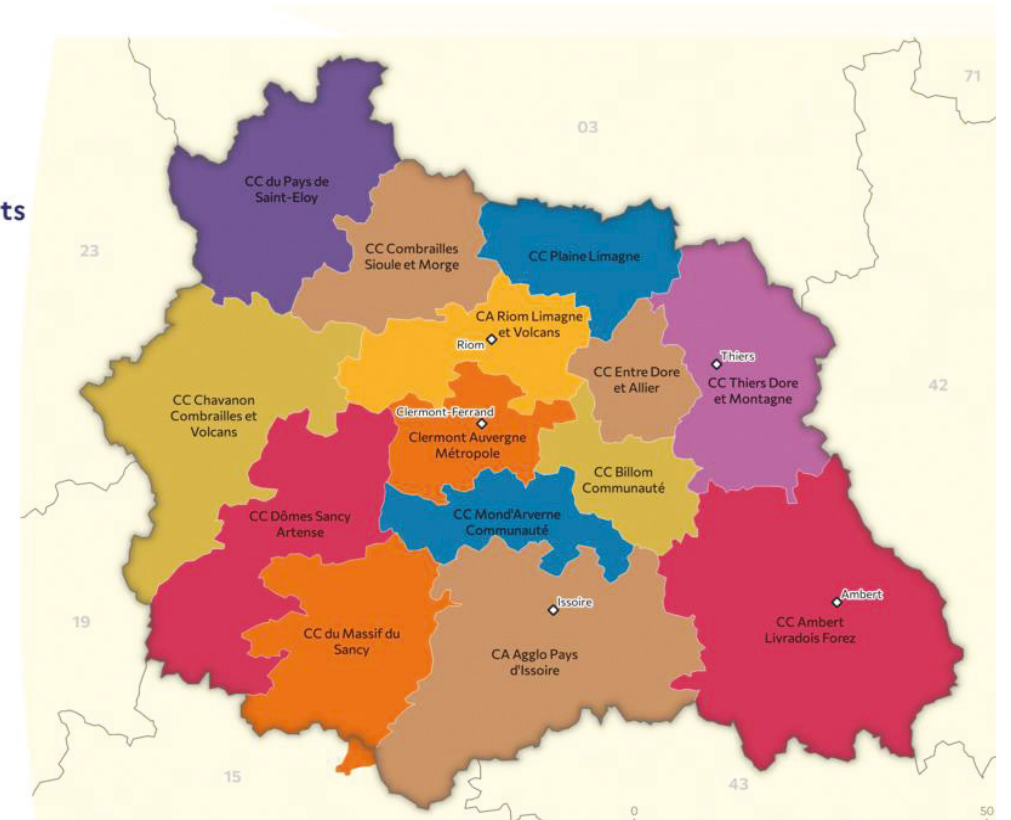 71
03
CC du Pays de
Saint-Eloy
ts
23
CC Combrailles
Sioule et Morge
CC Plaine Limagne
CA Riom Limagne
et Volcans
Riom
Thiers
CC Entre Dore
et Allier
CC Thiers Dore
et Montagne
42
CC Chavanon
Combrailles et
Volcans
Clermont-Ferrand
Clermont Auvergne
Métropole
CC Billom
Communauté
CC Dômes Sancy
Artense
CC Mond'Arverne
Communauté
Issoire
Ambert
19
CC Ambert
Livradois Forez
CC du Massif du
Sancy
CA Agglo Pays
d'Issoire
15
43
0
50